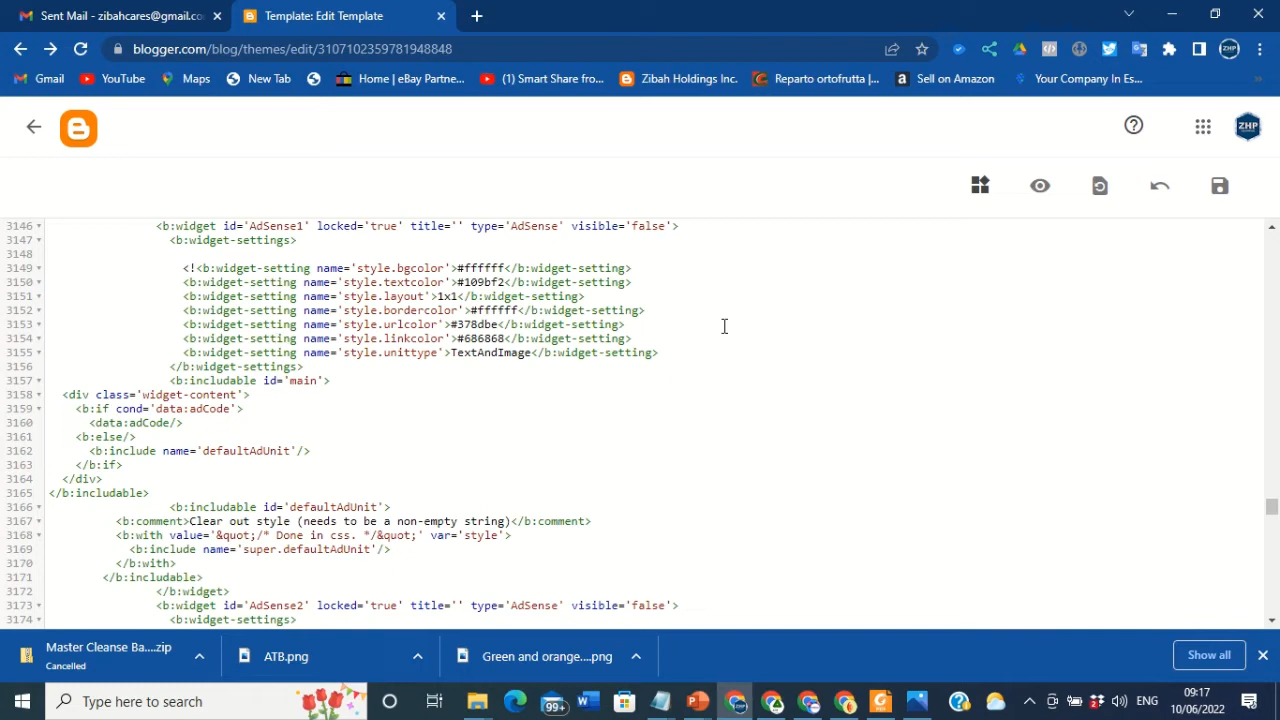 Sent Mail - zibahcares@gmail.co
Template: Edit Template
blogger.com/blog/themes/edit/3107102359781948848
ZHP
Gmail
YouTube
Maps
New Tab
Home | eBay Partne...
(1) Smart Share from...
Zibah Holdings Inc.
Reparto ortofrutta |...
Sell on Amazon
Your Company In Es...
ZHP
3146 <b:widget id='AdSense1' locked='true' title='' type='AdSense' visible='false'>
3147 <b:widget-settings>
3148
3149 <!<b:widget-setting name='style.bgcolor'>#ffffff</b:widget-setting>
3150 <b:widget-setting name='style.textcolor'>#109bf2</b:widget-setting>
3151 <b:widget-setting name='style.layout'>1x1</b:widget-setting>
3152 <b:widget-setting name='style.bordercolor'>#ffffff</b:widget-setting>
3153 <b:widget-setting name='style.urlcolor'>#378dbe</b:widget-setting>
3154 <b:widget-setting name='style.linkcolor'>#686868</b:widget-setting>
3155 <b:widget-setting name='style.unittype'>TextAndImage</b:widget-setting>
3156 </b:widget-settings>
3157 <b:includable id='main'>
3158 <div class='widget-content'>
3159 <b:if cond='data:adCode'>
3160 <data:adCode/>
3161 <b:else/>
3162 <b:include name='defaultAdUnit'/>
3163 </b:if>
3164 </div>
3165 </b:includable>
3166 <b:includable id='defaultAdUnit'>
3167 <b:comment>Clear out style (needs to be a non-empty string)</b:comment>
3168 <b:with value='&quot;/* Done in css. */&quot;' var='style'>
3169 <b:include name='super.defaultAdUnit'/>
3170 </b:with>
3171 </b:includable>
3172 </b:widget>
3173 <b:widget id='AdSense2' locked='true' title='' type='AdSense' visible='false'>
3174 <b:widget-settings>
Master Cleanse Ba....zip
Cancelled
ATB.png
Green and orange....png
Show all
Type here to search
99+
ENG
09:17
10/06/2022